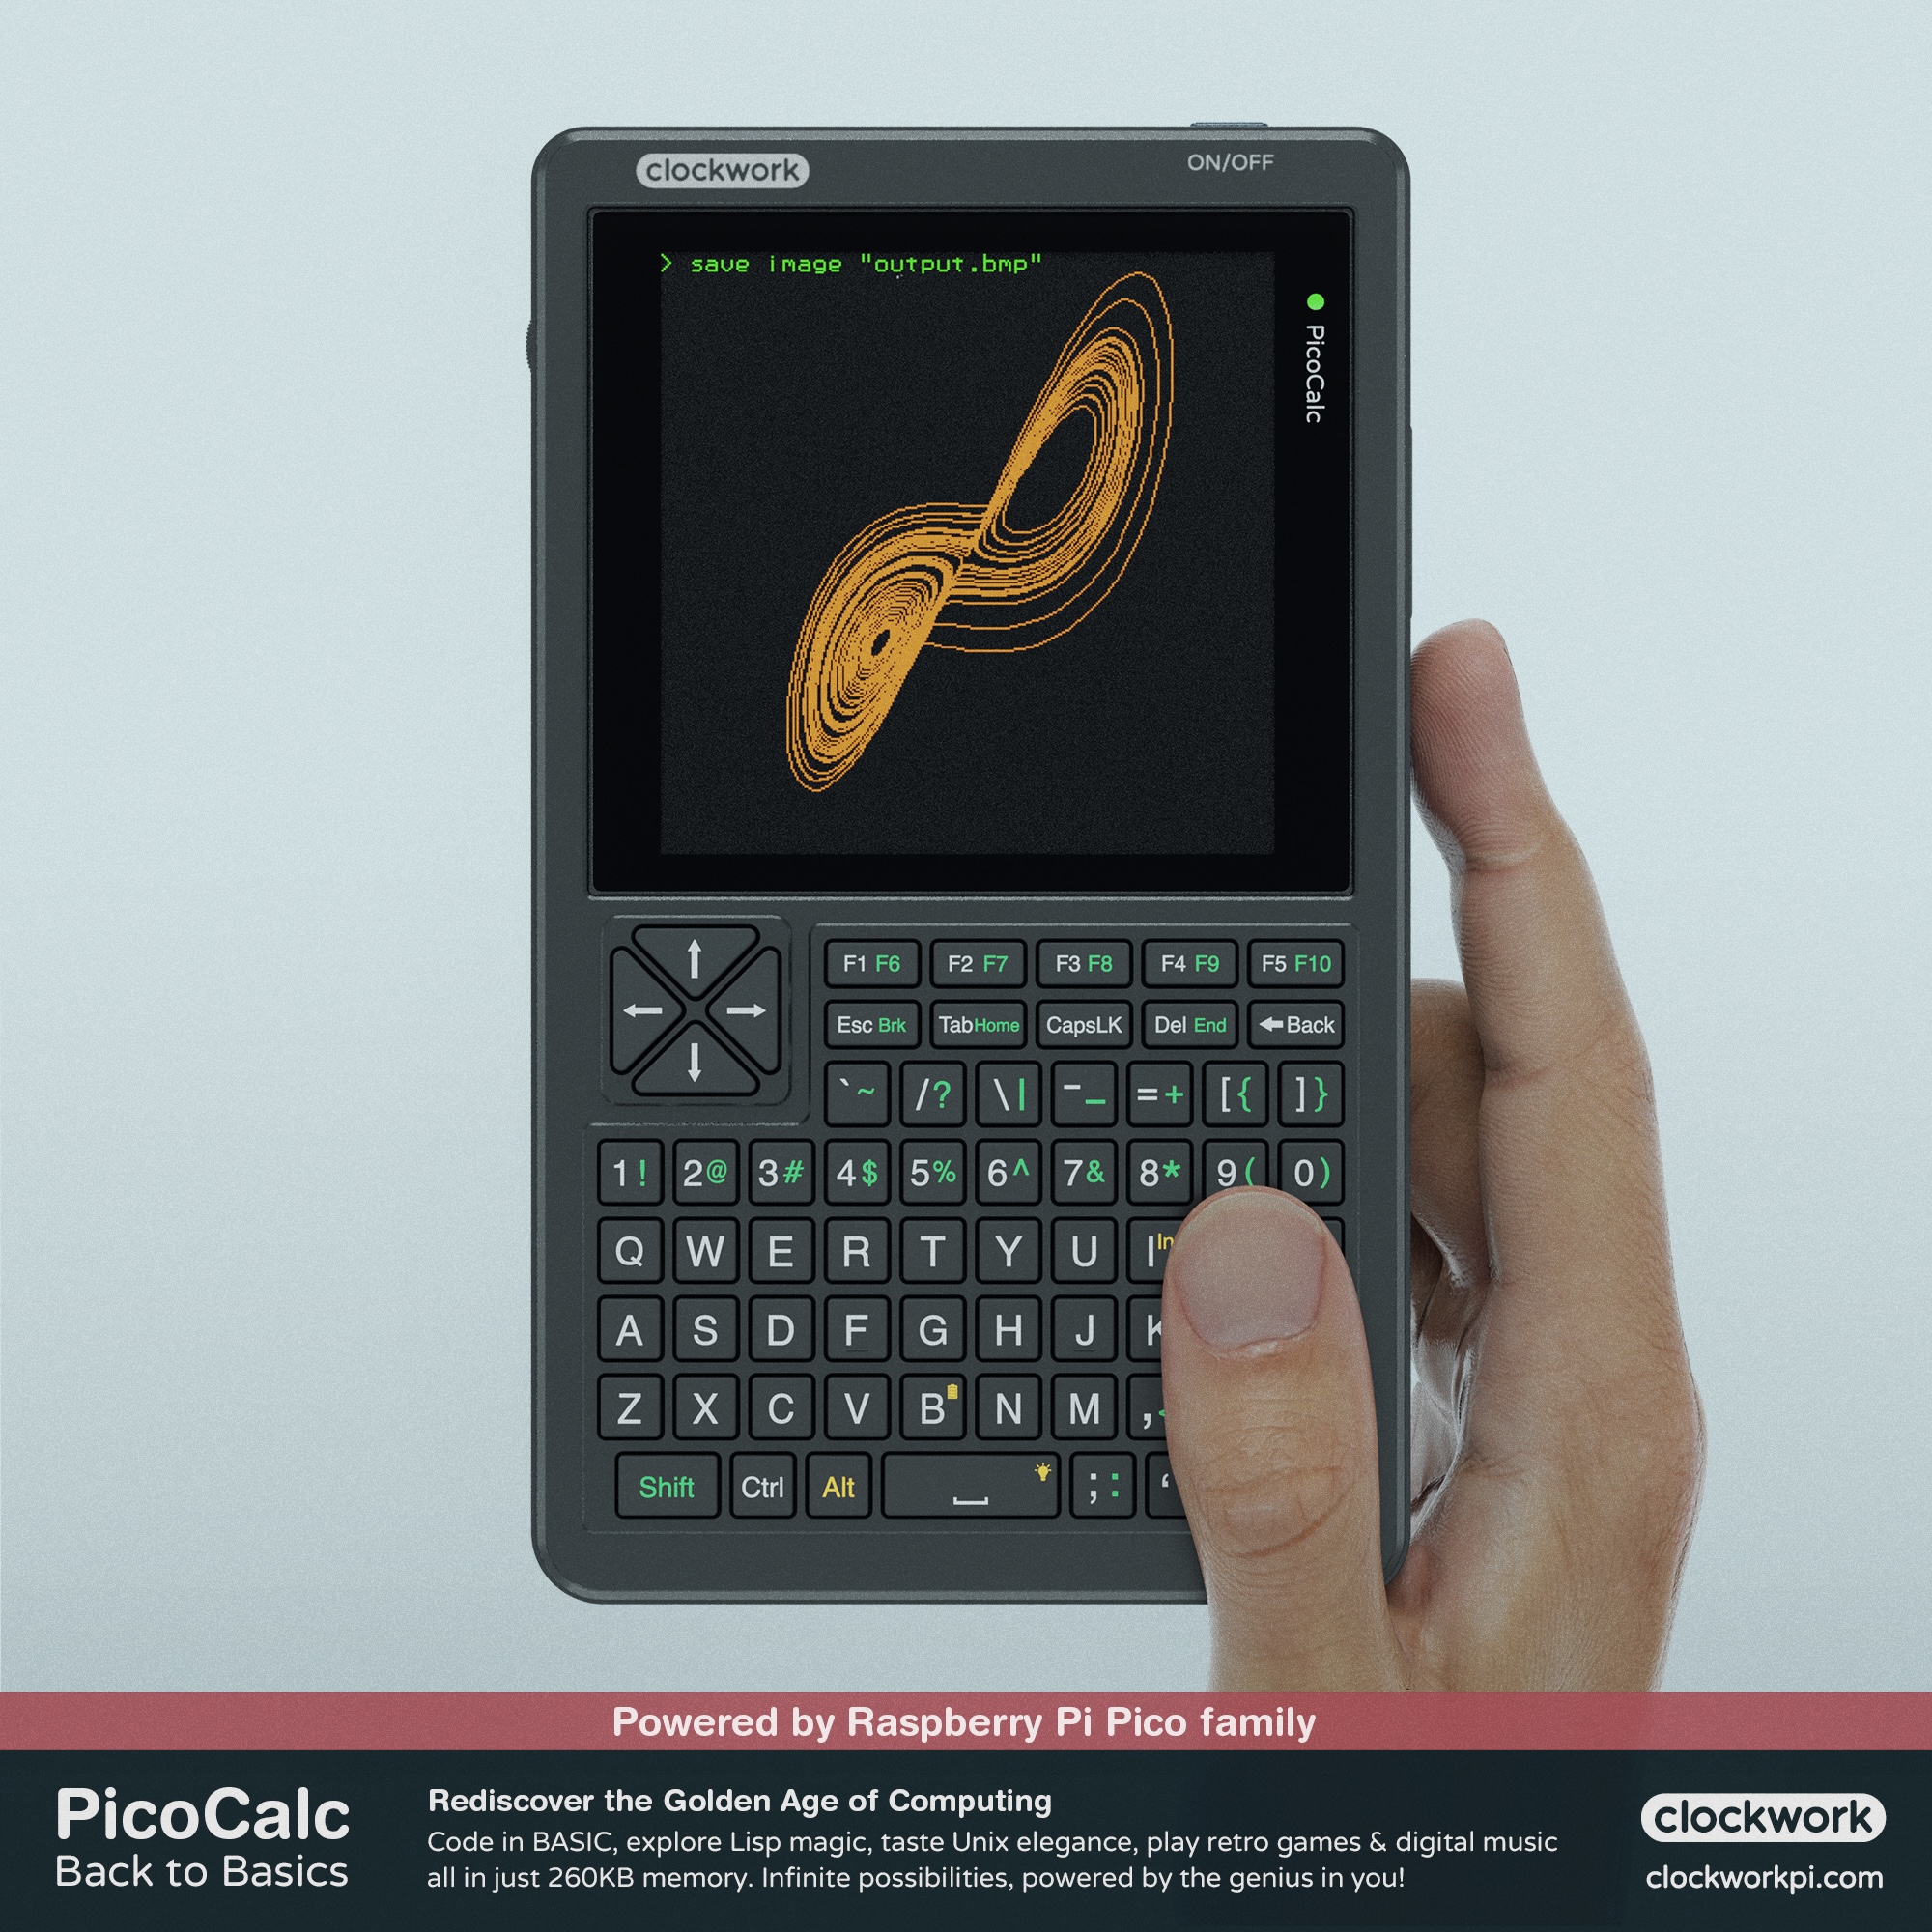 clockwork
ON/OFF
> save image "output.bmp"
PicoCalc
F1 F6 F2 F7 F3 F8 F4 F9 F5 F10
Esc Brk Tab Home CapsLK Del End Back
` ~ / ? \ | - _ = + [ { ] }
1 ! 2 @ 3 # 4 $ 5 % 6 ^ 7 & 8 * 9 ( 0 )
Q W E R T Y U I
A S D F G H J K
Z X C V B N M , <
Shift Ctrl Alt ; :
Powered by Raspberry Pi Pico family
PicoCalc
Back to Basics
Rediscover the Golden Age of Computing
Code in BASIC, explore Lisp magic, taste Unix elegance, play retro games & digital music
all in just 260KB memory. Infinite possibilities, powered by the genius in you!
clockwork
clockworkpi.com